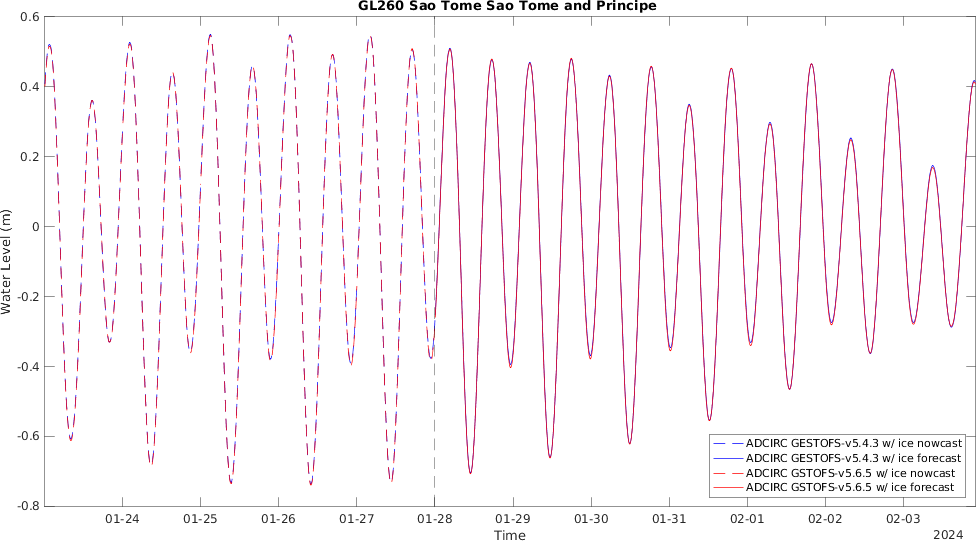 GL260 Sao Tome Sao Tome and Principe
0.6
0.4
0.2
0
-0.2
-0.4
-0.6
-0.8
Water Level (m)
ADCIRC GESTOFS-v5.4.3 w/ ice nowcast
ADCIRC GESTOFS-v5.4.3 w/ ice forecast
ADCIRC GSTOFS-v5.6.5 w/ ice nowcast
ADCIRC GSTOFS-v5.6.5 w/ ice forecast
01-24 01-25 01-26 01-27 01-28 01-29 01-30 01-31 02-01 02-02 02-03
Time
2024